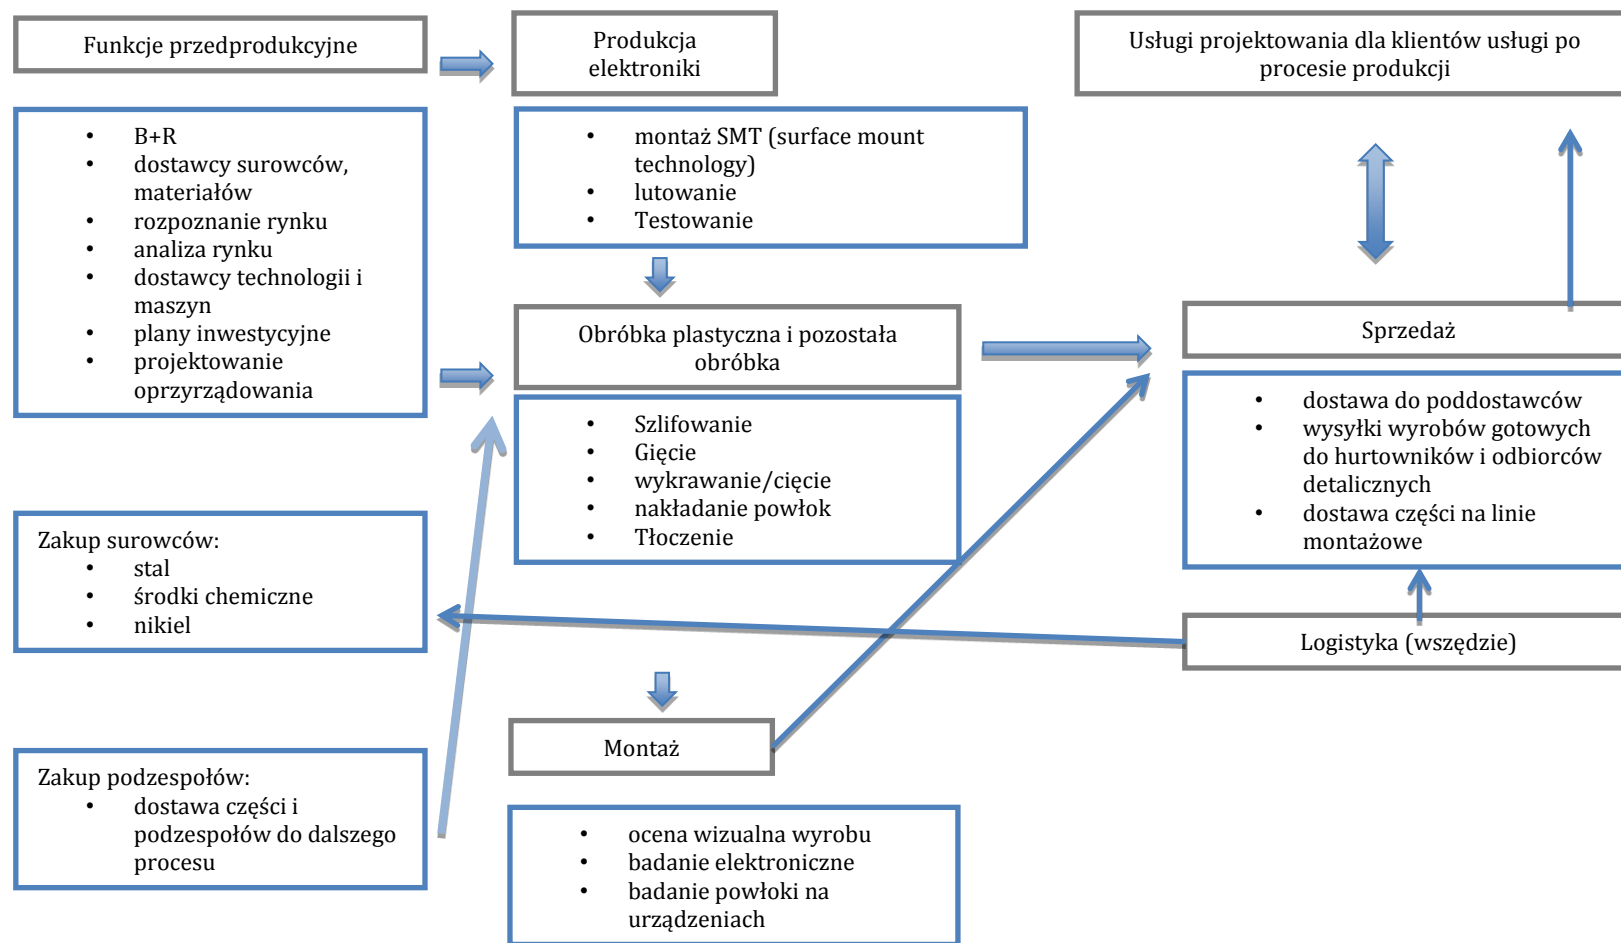 Funkcje przedprodukcyjne
• B+R
• dostawcy surowców,
materiałów
• rozpoznanie rynku
• analiza rynku
• dostawcy technologii i
maszyn
• plany inwestycyjne
• projektowanie
oprzyrządowania
Zakup surowców:
• stal
• środki chemiczne
• nikiel
Zakup podzespołów:
• dostawa części i
podzespołów do dalszego
procesu
Produkcja
elektroniki
• montaż SMT (surface mount
technology)
• lutowanie
• Testowanie
Obróbka plastyczna i pozostała
obróbka
• Szlifowanie
• Gięcie
• wykrawanie/cięcie
• nakładanie powłok
• Tłoczenie
Montaż
• ocena wizualna wyrobu
• badanie elektroniczne
• badanie powłoki na
urządzeniach
Usługi projektowania dla klientów usługi po
procesie produkcji
Sprzedaż
• dostawa do poddostawców
• wysyłki wyrobów gotowych
do hurtowników i odbiorców
detalicznych
• dostawa części na linie
montażowe
Logistyka (wszędzie)